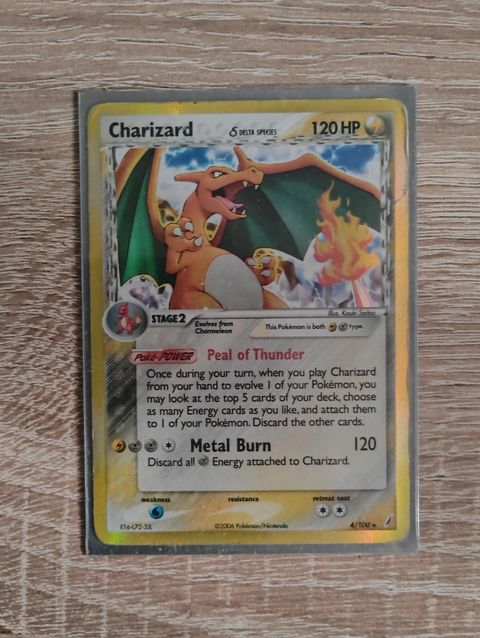 Charizard δ DELTA SPECIES 120 HP
Illus. Kouki Saitou
STAGE 2
Evolves from Charmeleon
This Pokémon is both type.
Poké-POWER Peal of Thunder
Once during your turn, when you play Charizard
from your hand to evolve 1 of your Pokémon, you
may look at the top 5 cards of your deck, choose
as many Energy cards as you like, and attach them
to 1 of your Pokémon. Discard the other cards.
Metal Burn 120
Discard all Energy attached to Charizard.
weakness resistance retreat cost
©2006 Pokémon/Nintendo
4/100